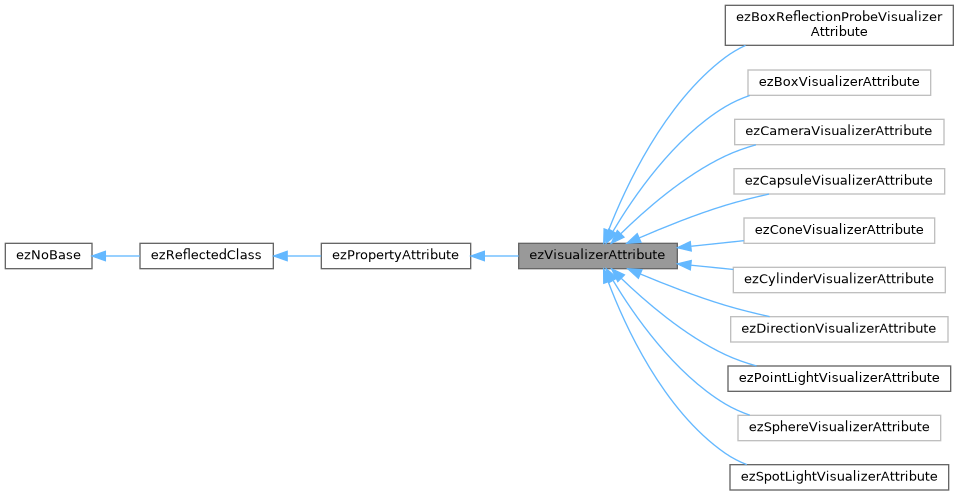 ezNoBase
ezReflectedClass
ezPropertyAttribute
ezVisualizerAttribute
ezBoxReflectionProbeVisualizer
Attribute
ezBoxVisualizerAttribute
ezCameraVisualizerAttribute
ezCapsuleVisualizerAttribute
ezConeVisualizerAttribute
ezCylinderVisualizerAttribute
ezDirectionVisualizerAttribute
ezPointLightVisualizerAttribute
ezSphereVisualizerAttribute
ezSpotLightVisualizerAttribute